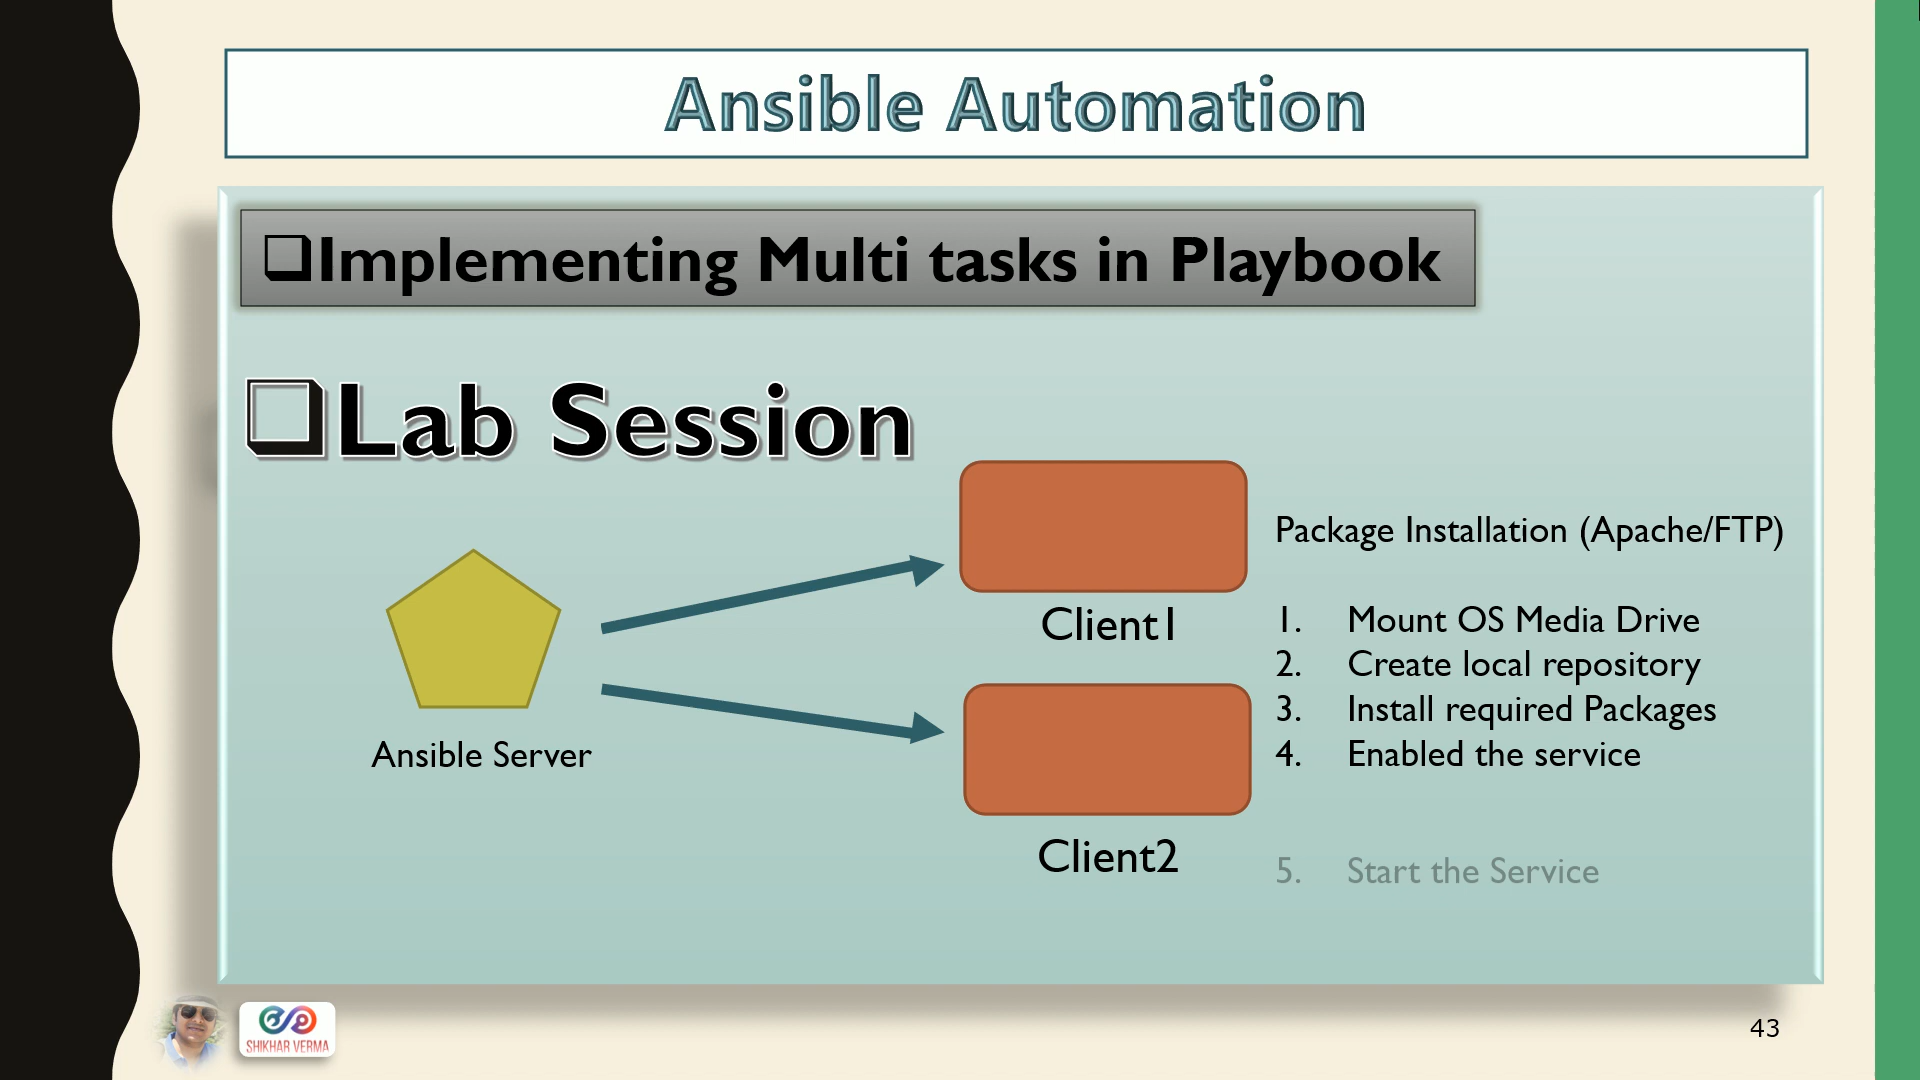 Ansible Automation
❑Implementing Multi tasks in Playbook
❑Lab Session
Package Installation (Apache/FTP)
Client1
1. Mount OS Media Drive
2. Create local repository
3. Install required Packages
4. Enabled the service
Ansible Server
Client2
5. Start the Service
SHIKHAR VERMA
43